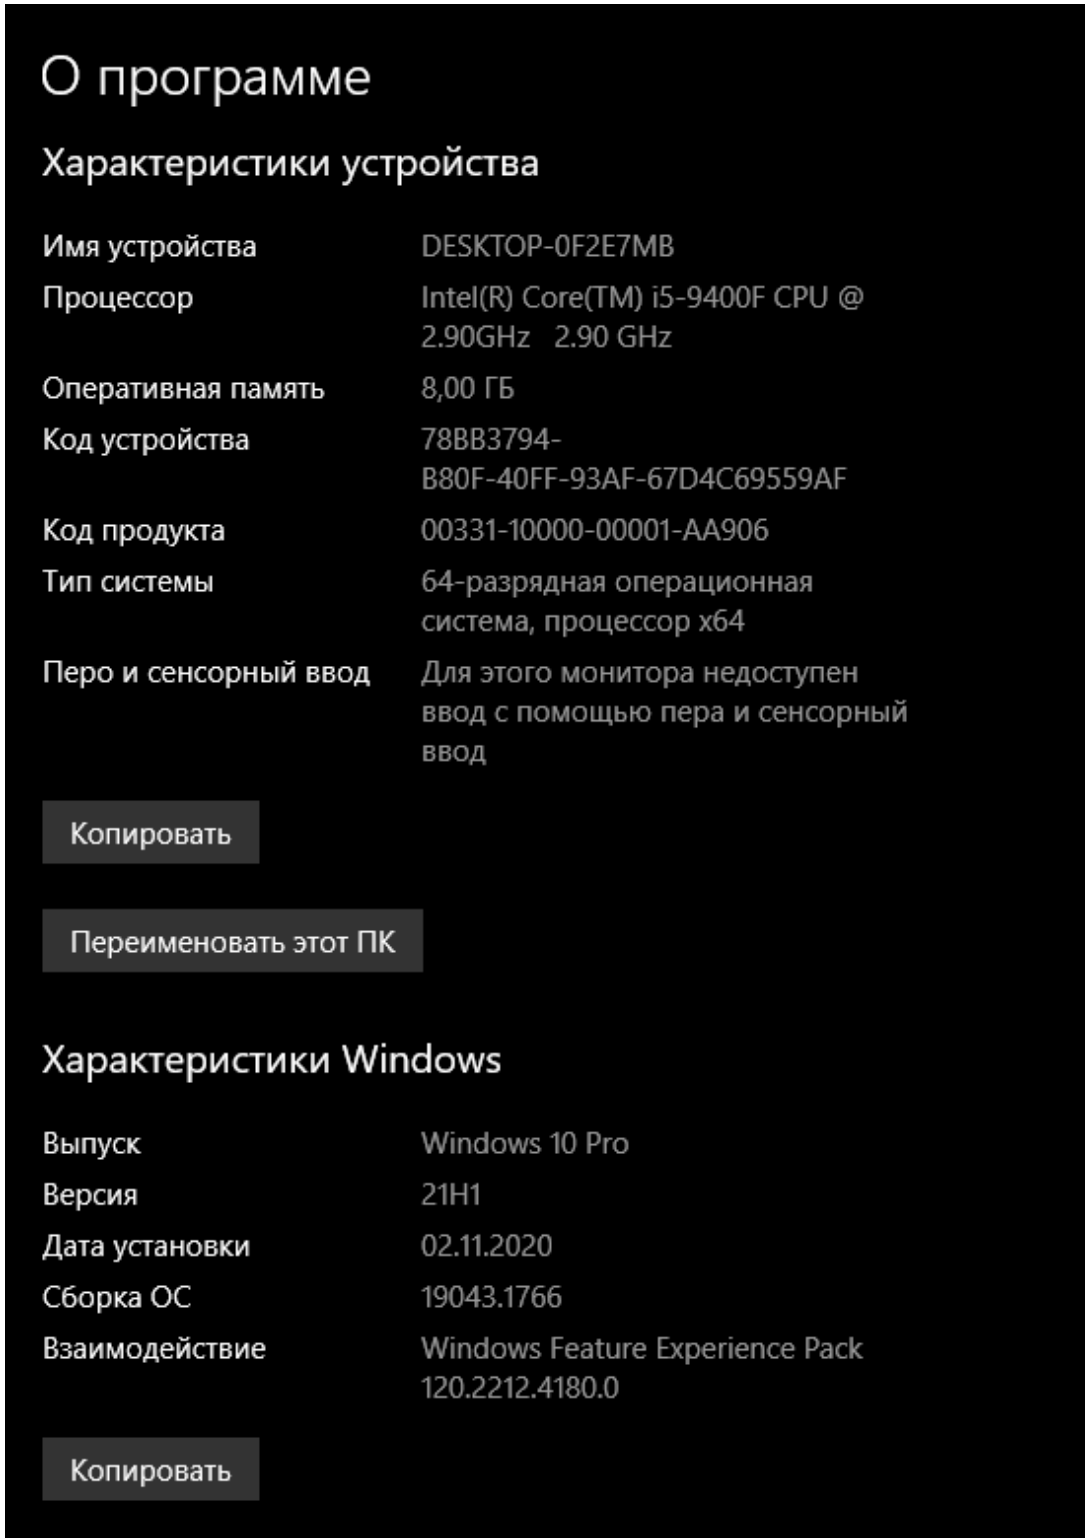 О программе
Характеристики устройства
Имя устройства DESKTOP-0F2E7MB
Процессор Intel(R) Core(TM) i5-9400F CPU @
2.90GHz 2.90 GHz
Оперативная память 8,00 ГБ
Код устройства 78BB3794-
B80F-40FF-93AF-67D4C69559AF
Код продукта 00331-10000-00001-AA906
Тип системы 64-разрядная операционная
система, процессор x64
Перо и сенсорный ввод Для этого монитора недоступен
ввод с помощью пера и сенсорный
ввод
Копировать
Переименовать этот ПК
Характеристики Windows
Выпуск Windows 10 Pro
Версия 21H1
Дата установки 02.11.2020
Сборка ОС 19043.1766
Взаимодействие Windows Feature Experience Pack
120.2212.4180.0
Копировать